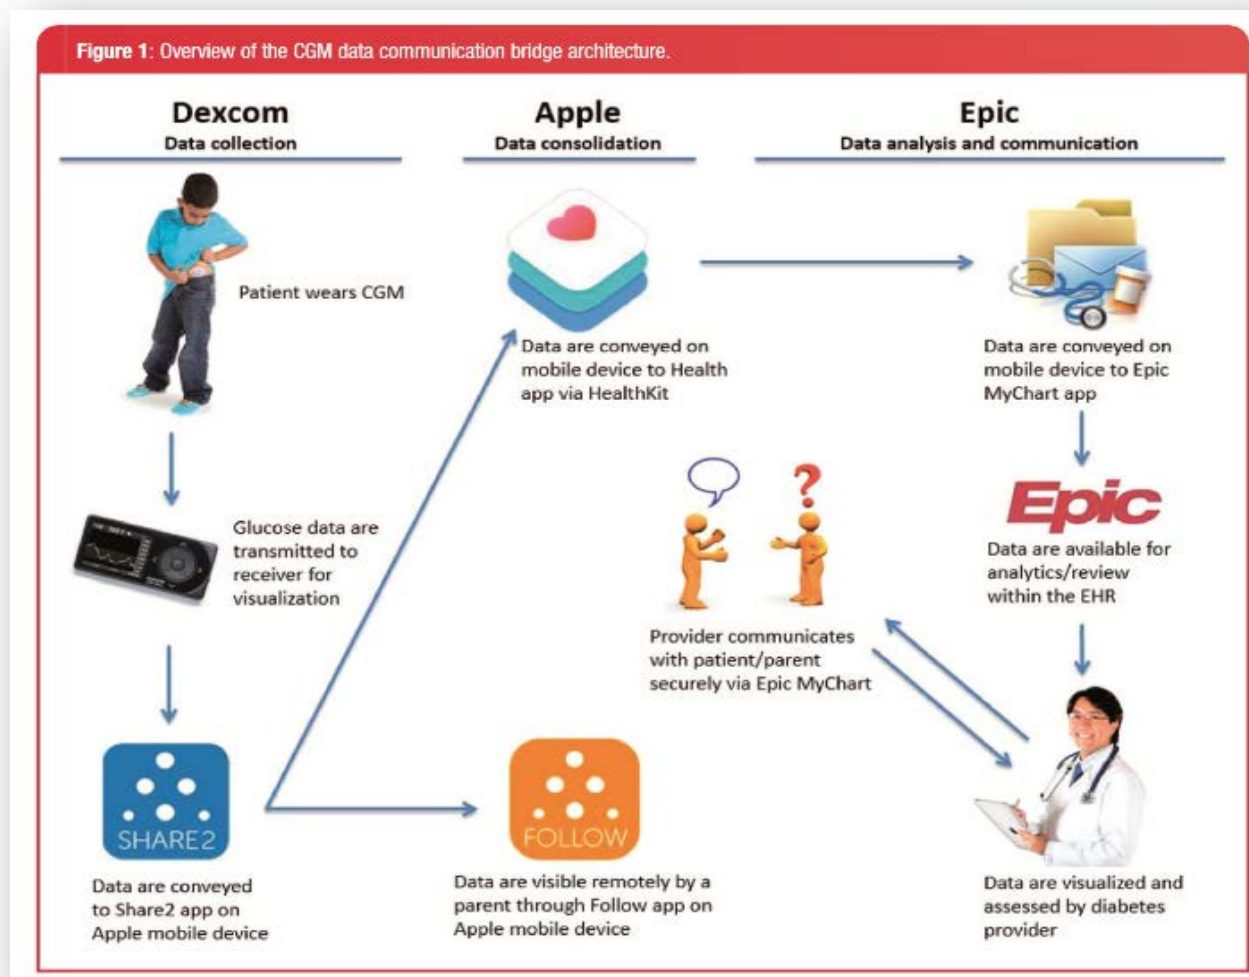 Figure 1: Overview of the CGM data communication bridge architecture.
Dexcom
Data collection
Apple
Data consolidation
Epic
Data analysis and communication
Patient wears CGM
Data are conveyed on
mobile device to Health
app via HealthKit
Data are conveyed on
mobile device to Epic
MyChart app
Glucose data are
transmitted to
receiver for
visualization
?
Provider communicates
with patient/parent
securely via Epic MyChart
Epic
Data are available for
analytics/review
within the EHR
SHARE2
Data are conveyed
to Share2 app on
Apple mobile device
FOLLOW
Data are visible remotely by a
parent through Follow app on
Apple mobile device
Data are visualized and
assessed by diabetes
provider